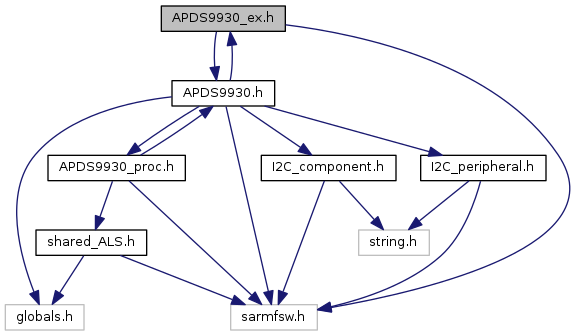 APDS9930_ex.h
APDS9930.h
APDS9930_proc.h
I2C_component.h
I2C_peripheral.h
shared_ALS.h
string.h
globals.h
sarmfsw.h